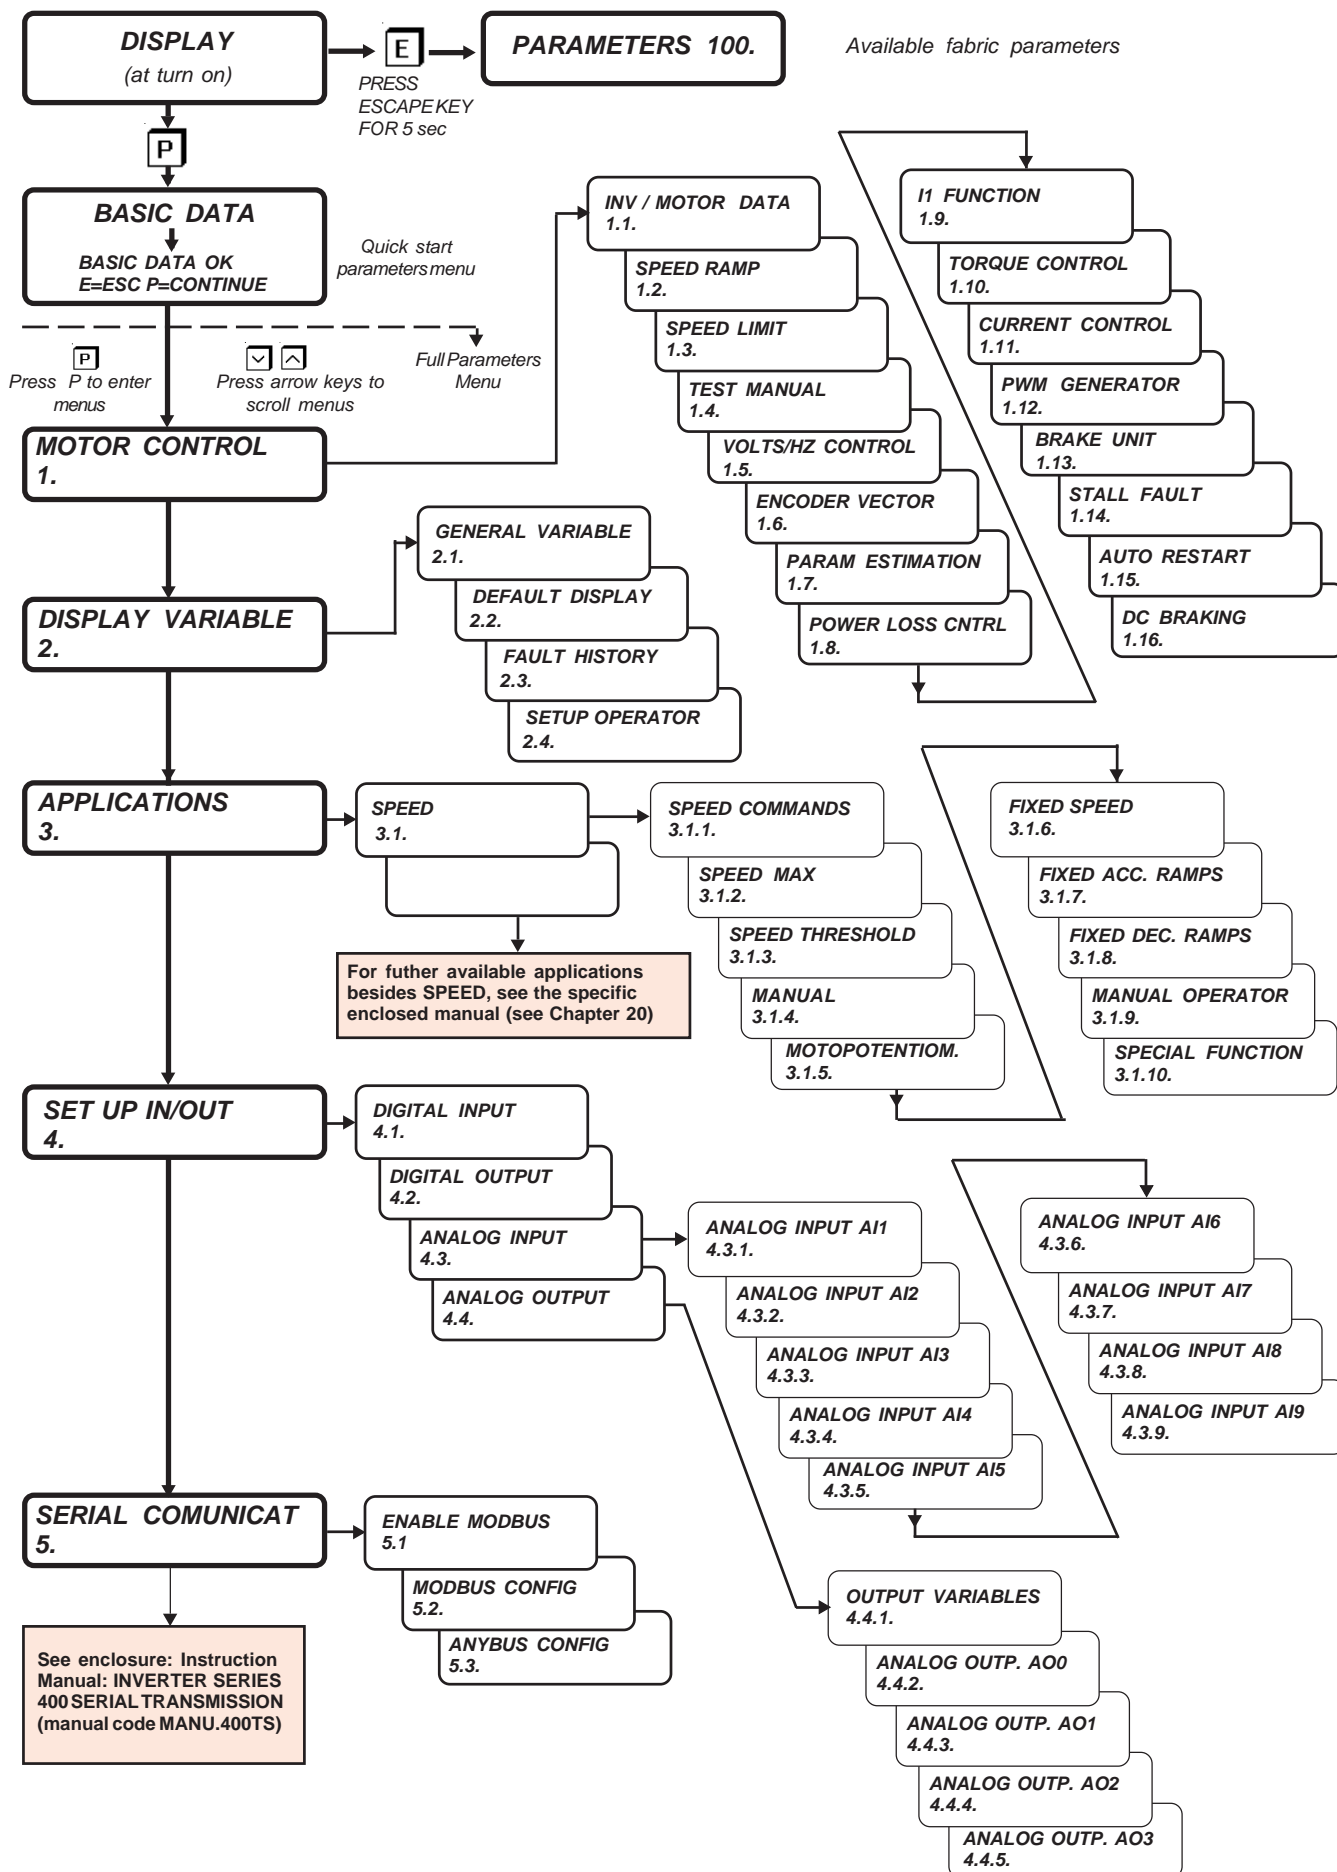 DISPLAY
(at turn on)
E
PRESS
ESCAPE KEY
FOR 5 sec
PARAMETERS 100.
Available fabric parameters
P
BASIC DATA
BASIC DATA OK
E=ESC P=CONTINUE
Quick start
parameters menu
P
Press P to enter
menus
Press arrow keys to
scroll menus
Full Parameters
Menu
MOTOR CONTROL
1.
INV / MOTOR DATA
1.1.
SPEED RAMP
1.2.
SPEED LIMIT
1.3.
TEST MANUAL
1.4.
VOLTS/HZ CONTROL
1.5.
ENCODER VECTOR
1.6.
PARAM ESTIMATION
1.7.
POWER LOSS CNTRL
1.8.
I1 FUNCTION
1.9.
TORQUE CONTROL
1.10.
CURRENT CONTROL
1.11.
PWM GENERATOR
1.12.
BRAKE UNIT
1.13.
STALL FAULT
1.14.
AUTO RESTART
1.15.
DC BRAKING
1.16.
DISPLAY VARIABLE
2.
GENERAL VARIABLE
2.1.
DEFAULT DISPLAY
2.2.
FAULT HISTORY
2.3.
SETUP OPERATOR
2.4.
APPLICATIONS
3.
SPEED
3.1.
For futher available applications
besides SPEED, see the specific
enclosed manual (see Chapter 20)
SPEED COMMANDS
3.1.1.
SPEED MAX
3.1.2.
SPEED THRESHOLD
3.1.3.
MANUAL
3.1.4.
MOTOPOTENTIOM.
3.1.5.
FIXED SPEED
3.1.6.
FIXED ACC. RAMPS
3.1.7.
FIXED DEC. RAMPS
3.1.8.
MANUAL OPERATOR
3.1.9.
SPECIAL FUNCTION
3.1.10.
SET UP IN/OUT
4.
DIGITAL INPUT
4.1.
DIGITAL OUTPUT
4.2.
ANALOG INPUT
4.3.
ANALOG OUTPUT
4.4.
ANALOG INPUT AI1
4.3.1.
ANALOG INPUT AI2
4.3.2.
ANALOG INPUT AI3
4.3.3.
ANALOG INPUT AI4
4.3.4.
ANALOG INPUT AI5
4.3.5.
ANALOG INPUT AI6
4.3.6.
ANALOG INPUT AI7
4.3.7.
ANALOG INPUT AI8
4.3.8.
ANALOG INPUT AI9
4.3.9.
SERIAL COMUNICAT
5.
ENABLE MODBUS
5.1
MODBUS CONFIG
5.2.
ANYBUS CONFIG
5.3.
See enclosure: Instruction
Manual: INVERTER SERIES
400 SERIAL TRANSMISSION
(manual code MANU.400TS)
OUTPUT VARIABLES
4.4.1.
ANALOG OUTP. AO0
4.4.2.
ANALOG OUTP. AO1
4.4.3.
ANALOG OUTP. AO2
4.4.4.
ANALOG OUTP. AO3
4.4.5.